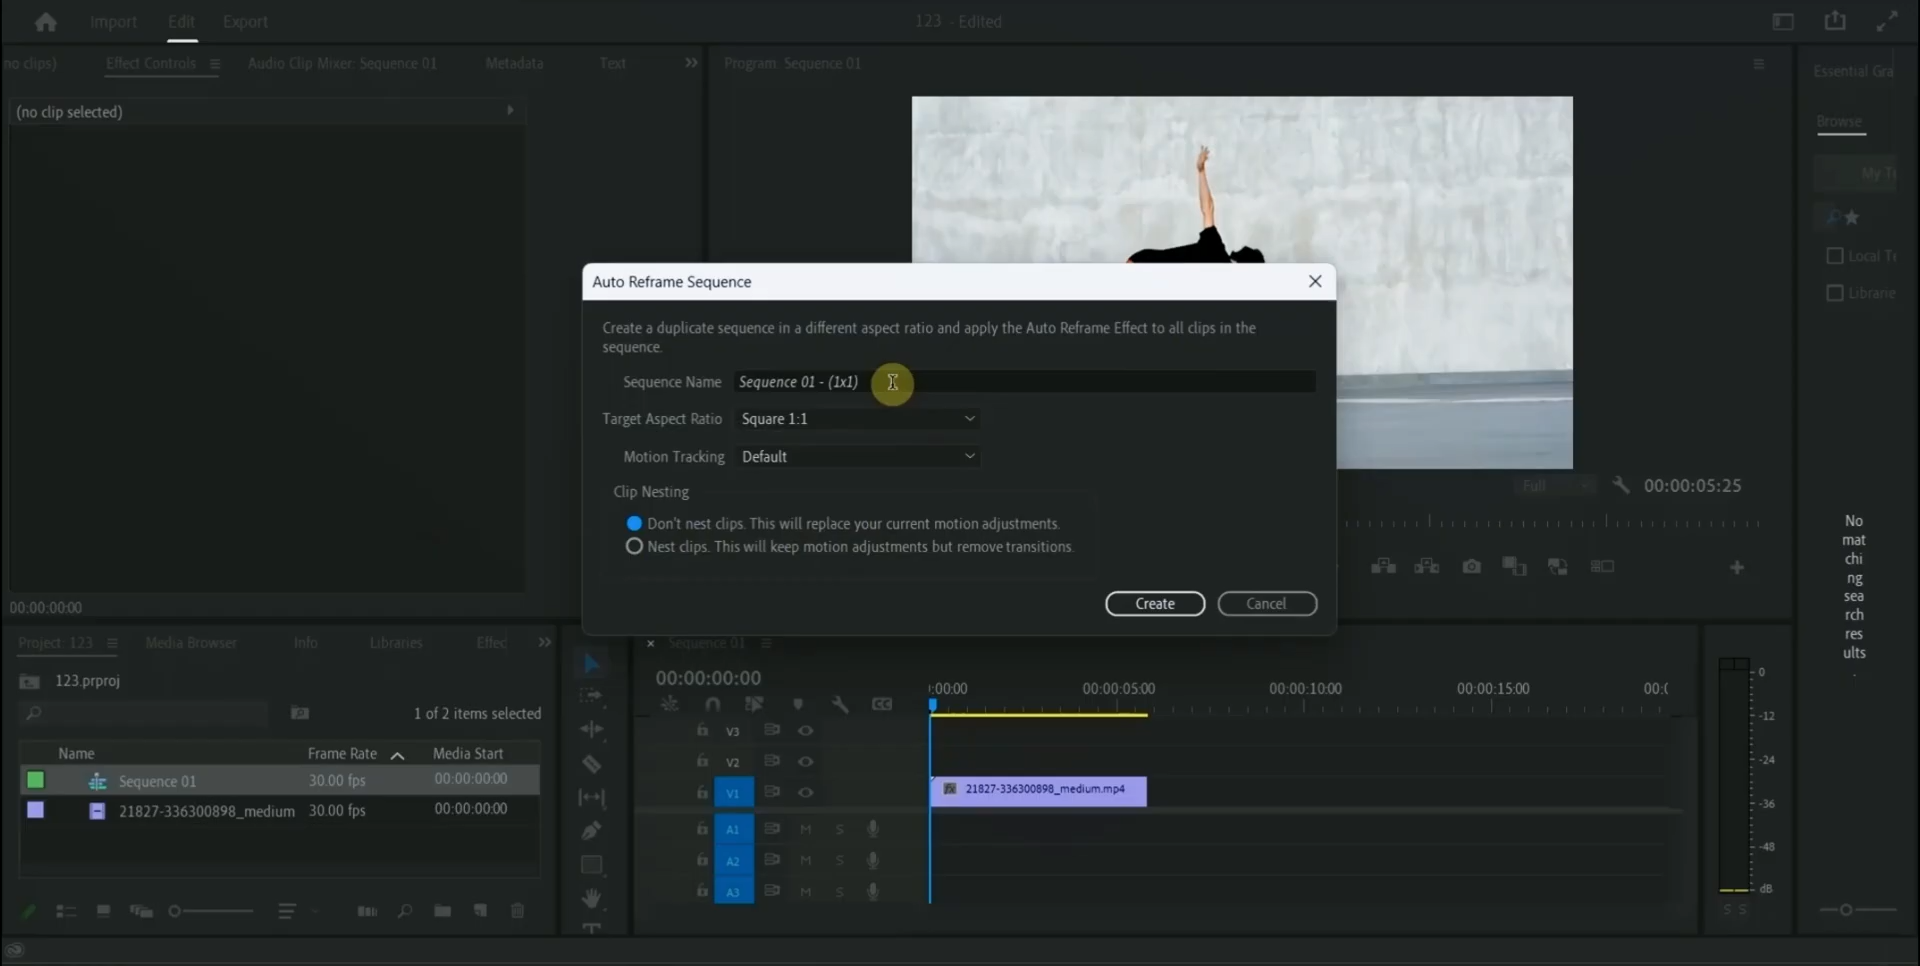 Import Edit Export
123 - Edited
no clips) Effect Controls Audio Clip Mixer: Sequence 01 Metadata Text
Program: Sequence 01
Essential Gra
(no clip selected)
Browse
My Te
Local Te
Librarie
Auto Reframe Sequence
Create a duplicate sequence in a different aspect ratio and apply the Auto Reframe Effect to all clips in the
sequence.
Sequence Name Sequence 01 - (1x1)
Target Aspect Ratio Square 1:1
Motion Tracking Default
Clip Nesting
Don't nest clips. This will replace your current motion adjustments.
Nest clips. This will keep motion adjustments but remove transitions.
Create Cancel
Full 00:00:05:25
No
mat
chi
ng
sea
rch
res
ults
.
00:00:00:00
Project: 123 Media Browser Info Libraries Effec
123.prproj
1 of 2 items selected
Name Frame Rate Media Start
Sequence 01 30.00 fps 00:00:00:00
21827-336300898_medium 30.00 fps 00:00:00:00
Sequence 01
00:00:00:00
:00:00 00:00:05:00 00:00:10:00 00:00:15:00 00:(
V3
V2
V1 fx 21827-336300898_medium.mp4
A1 M S
A2 M S
A3 M S
0
-12
-24
-36
-48
dB
S S